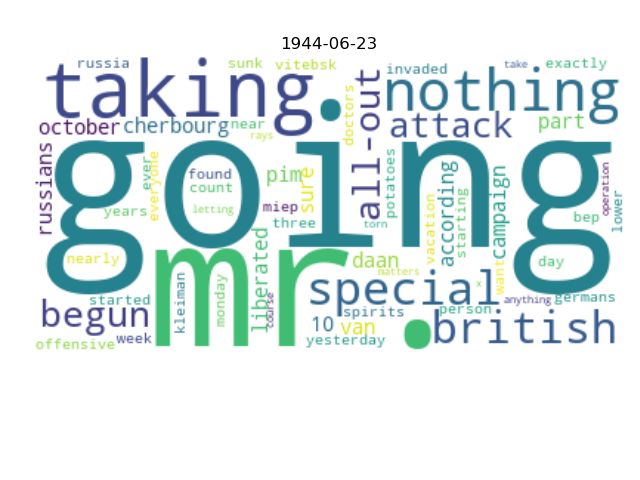 1944-06-23
russia
sunk
vitebsk
invaded
take
exactly
taking
nothing
october
cherbourg
near
rays
doctors
all-out
attack
part
russians
going
ever
everyone
years
found
count
letting
pim
sure
miep
three
potatoes
torn
according
vacation
starting
campaign
operation
bep
lower
nearly
day
mr.
started
begun
offensive
week
kleiman
monday
liberated
course
daan
matters
special
spirits
10
van
yesterday
person
x
want
anything
germans
british